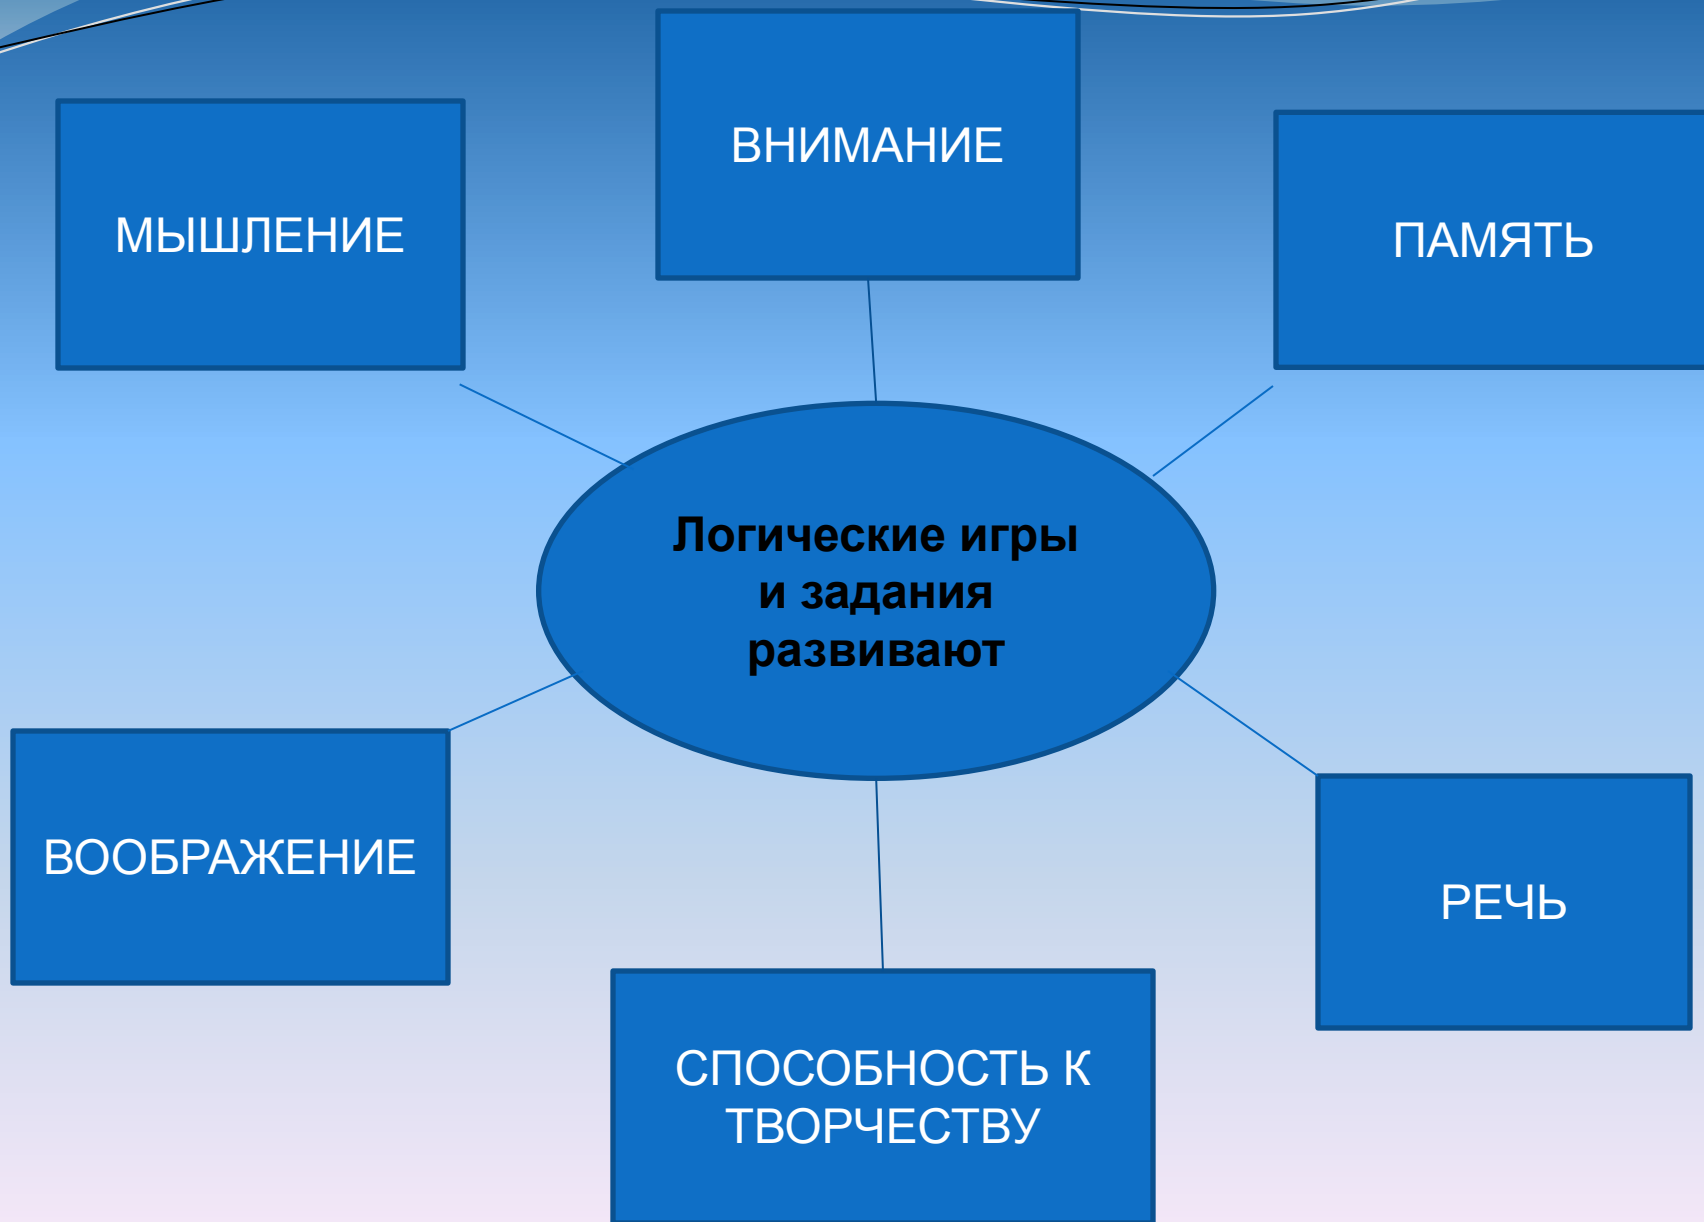 ВНИМАНИЕ
МЫШЛЕНИЕ
ПАМЯТЬ
Логические игры
и задания
развивают
ВООБРАЖЕНИЕ
РЕЧЬ
СПОСОБНОСТЬ К
ТВОРЧЕСТВУ